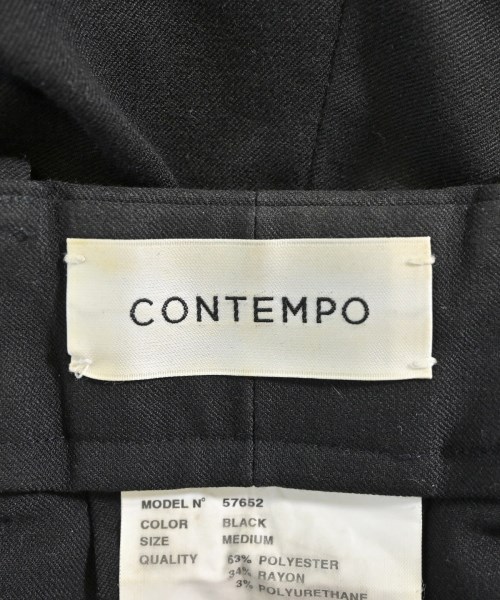 CONTEMPO
MODEL N° 57652
COLOR BLACK
SIZE MEDIUM
QUALITY 63% POLYESTER
34% RAYON
3% POLYURETHANE